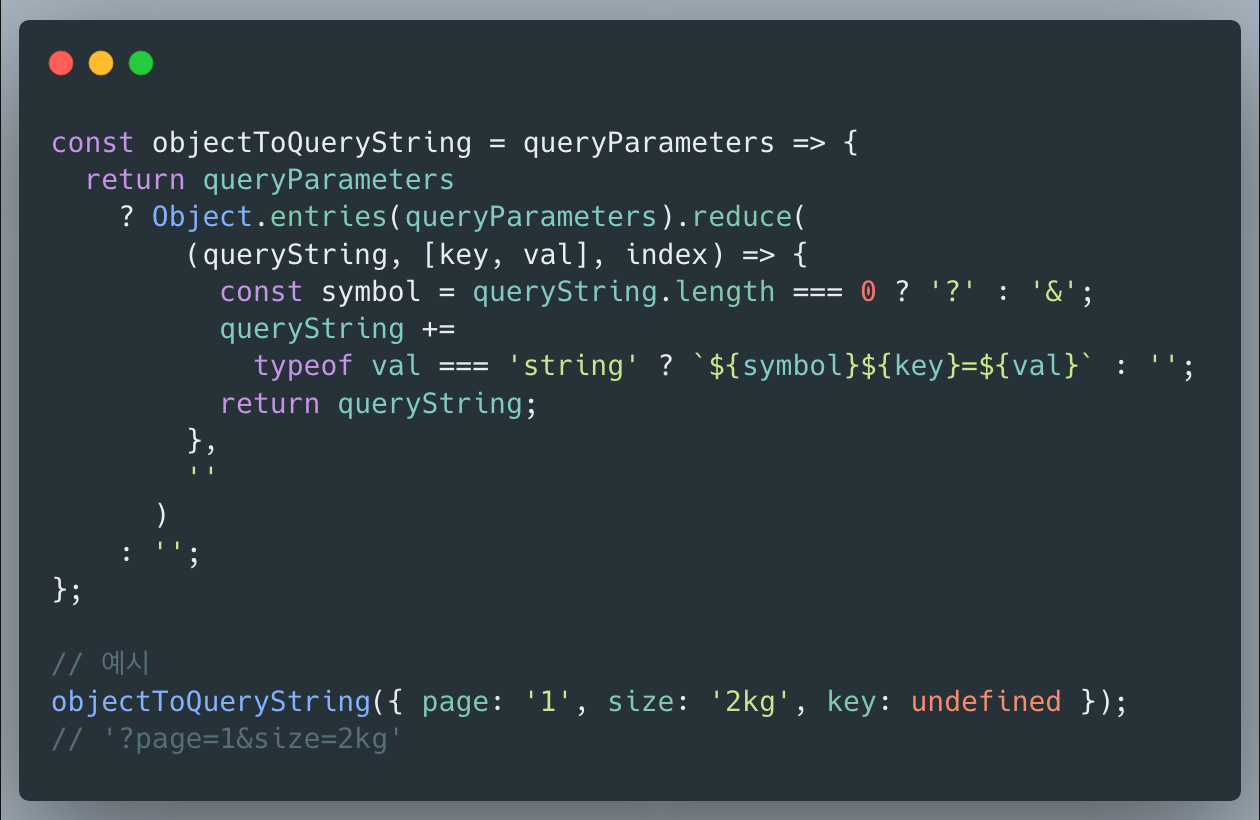 const objectToQueryString = queryParameters => {
  return queryParameters
    ? Object.entries(queryParameters).reduce(
        (queryString, [key, val], index) => {
          const symbol = queryString.length === 0 ? '?' : '&';
          queryString +=
            typeof val === 'string' ? `${symbol}${key}=${val}` : '';
          return queryString;
        },
        ''
      )
    : '';
};

// 예시
objectToQueryString({ page: '1', size: '2kg', key: undefined });
// '?page=1&size=2kg'